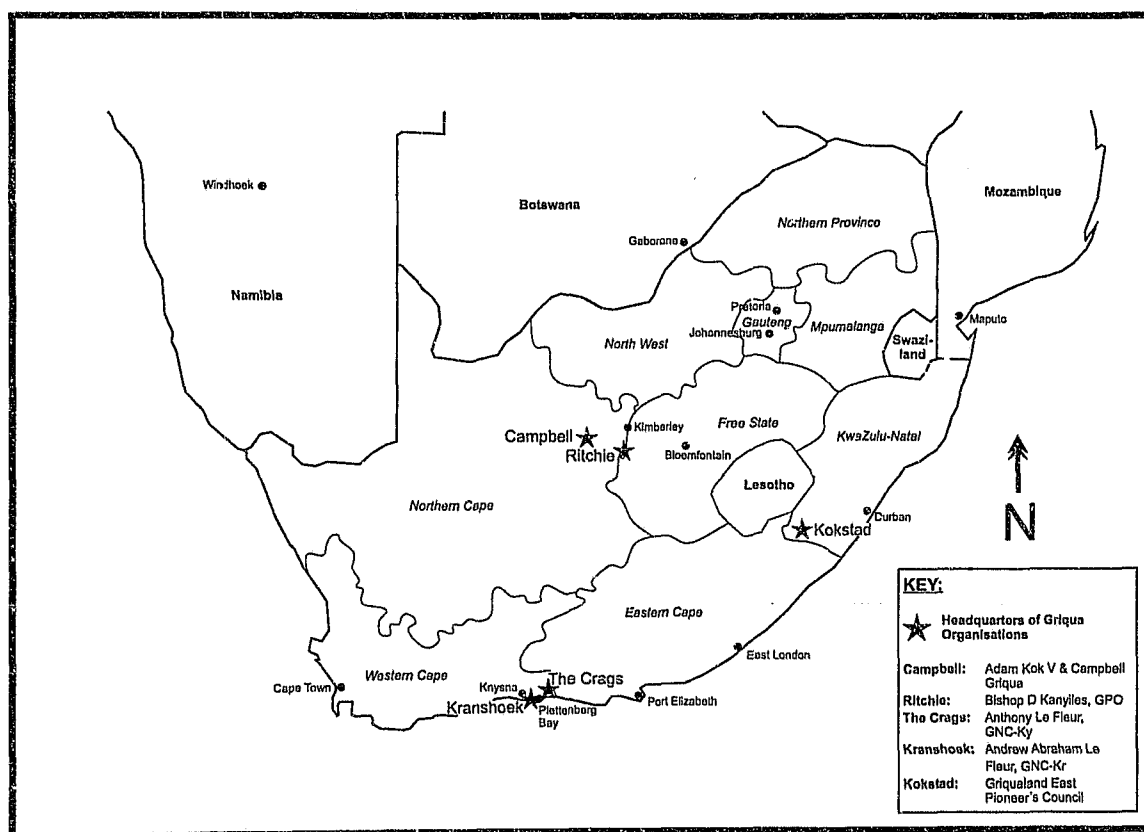 Windhoek
Botswana
Mozambique
Northern Province
Gaborone
Namibia
Pretoria
Gauteng
Mpumalanga
Maputo
Johannesburg
North West
Swazi-
land
Free State
Kimberley
KwaZulu-Natal
Campbell
Ritchie
Bloemfontein
Lesotho
Northern Cape
Durban
Kokstad
N
Eastern Cape
East London
Western Cape
The Crags
Cape Town
Knysna
Port Elizabeth
Kranshoek
Plettenberg
Bay
KEY:
Headquarters of Griqua
Organisations
Campbell: Adam Kok V & Campbell
Griqua
Ritchie: Bishop D Kanyiles, GPO
The Crags: Anthony Le Fleur,
GNC-Ky
Kranshoek: Andrew Abraham Le
Fleur, GNC-Kr
Kokstad: Griqualand East
Pioneer's Council